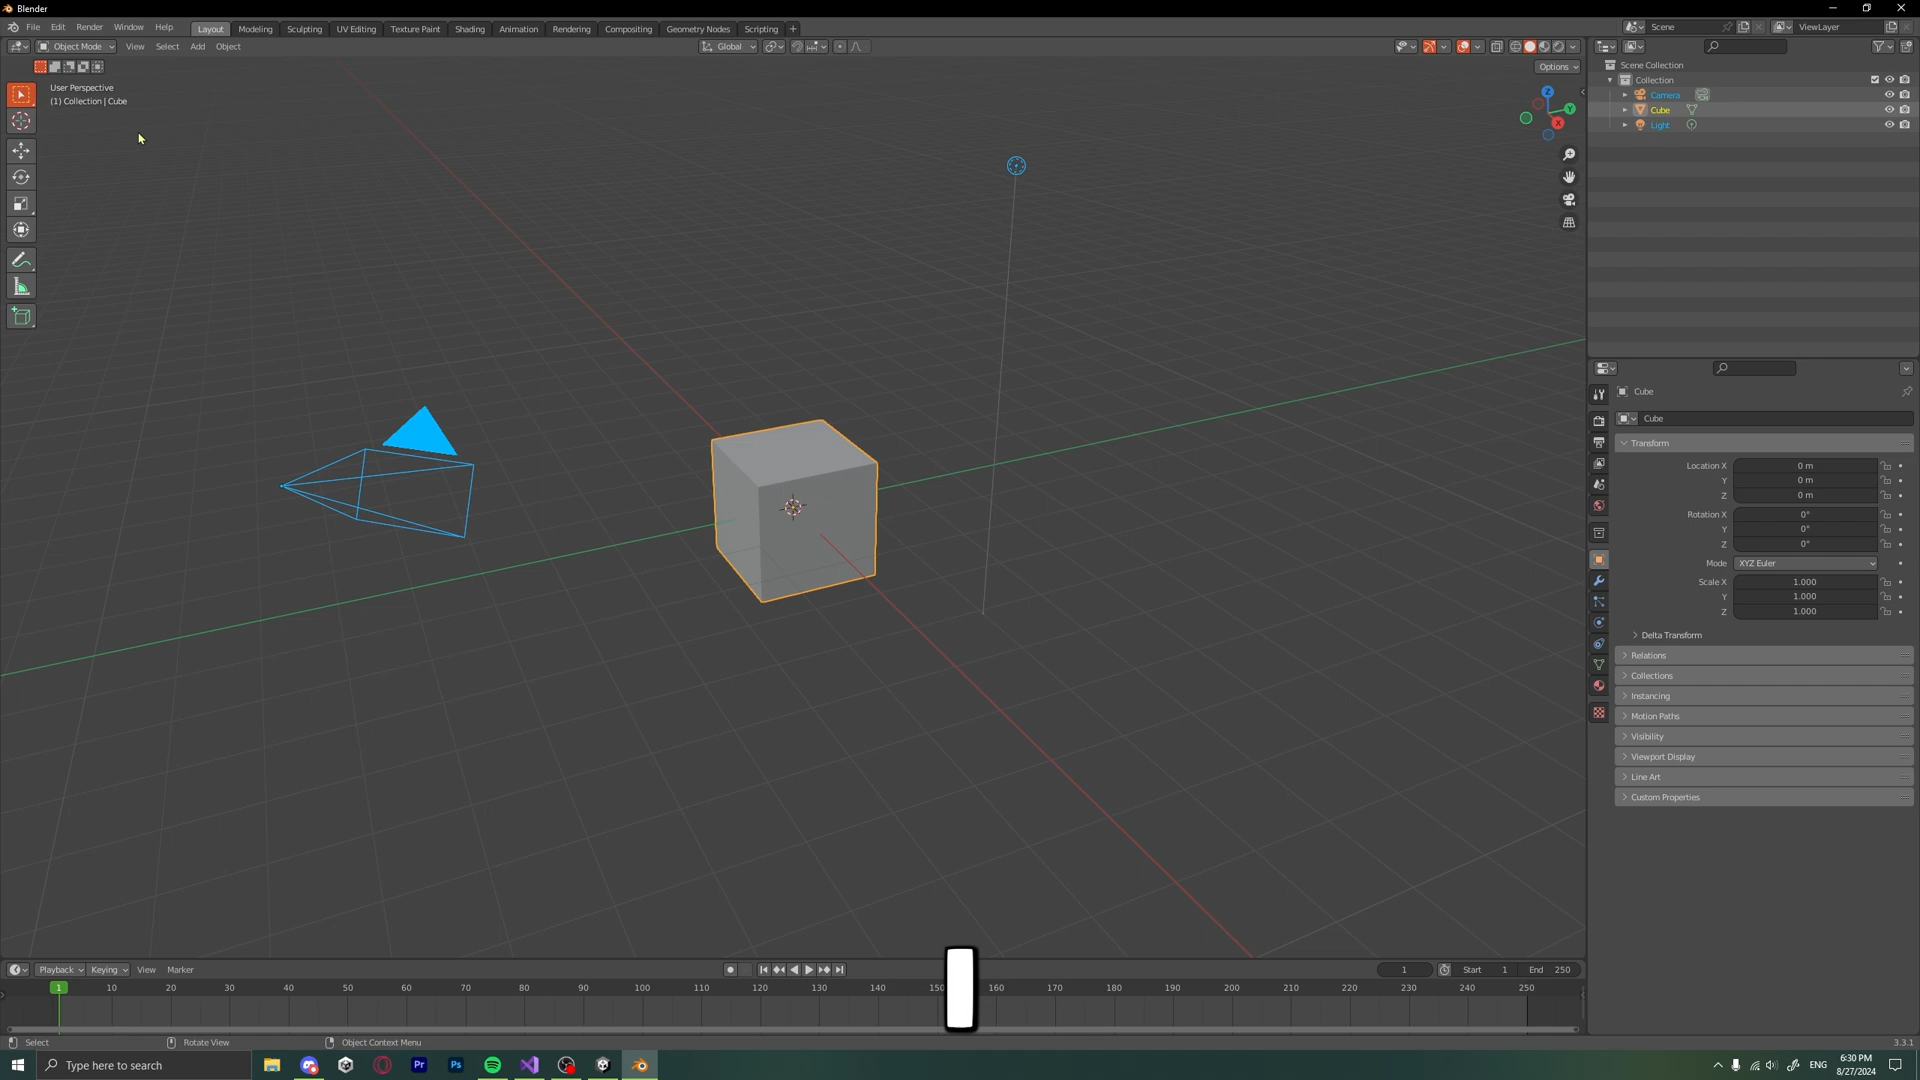 Blender
File Edit Render Window Help Layout Modeling Sculpting UV Editing Texture Paint Shading Animation Rendering Compositing Geometry Nodes Scripting + Scene ViewLayer
Object Mode View Select Add Object Global
Options
User Perspective
(1) Collection | Cube
Z
Y
X
Scene Collection
Collection
Camera
Cube
Light
Cube
Cube
Transform
Location X 0 m
Y 0 m
Z 0 m
Rotation X 0°
Y 0°
Z 0°
Mode XYZ Euler
Scale X 1.000
Y 1.000
Z 1.000
Delta Transform
Relations
Collections
Instancing
Motion Paths
Visibility
Viewport Display
Line Art
Custom Properties
Playback Keying View Marker 1 Start 1 End 250
1 10 20 30 40 50 60 70 80 90 100 110 120 130 140 150 160 170 180 190 200 210 220 230 240 250
Select Rotate View Object Context Menu 3.3.1
Type here to search Pr Ps ENG 6:30 PM
8/27/2024